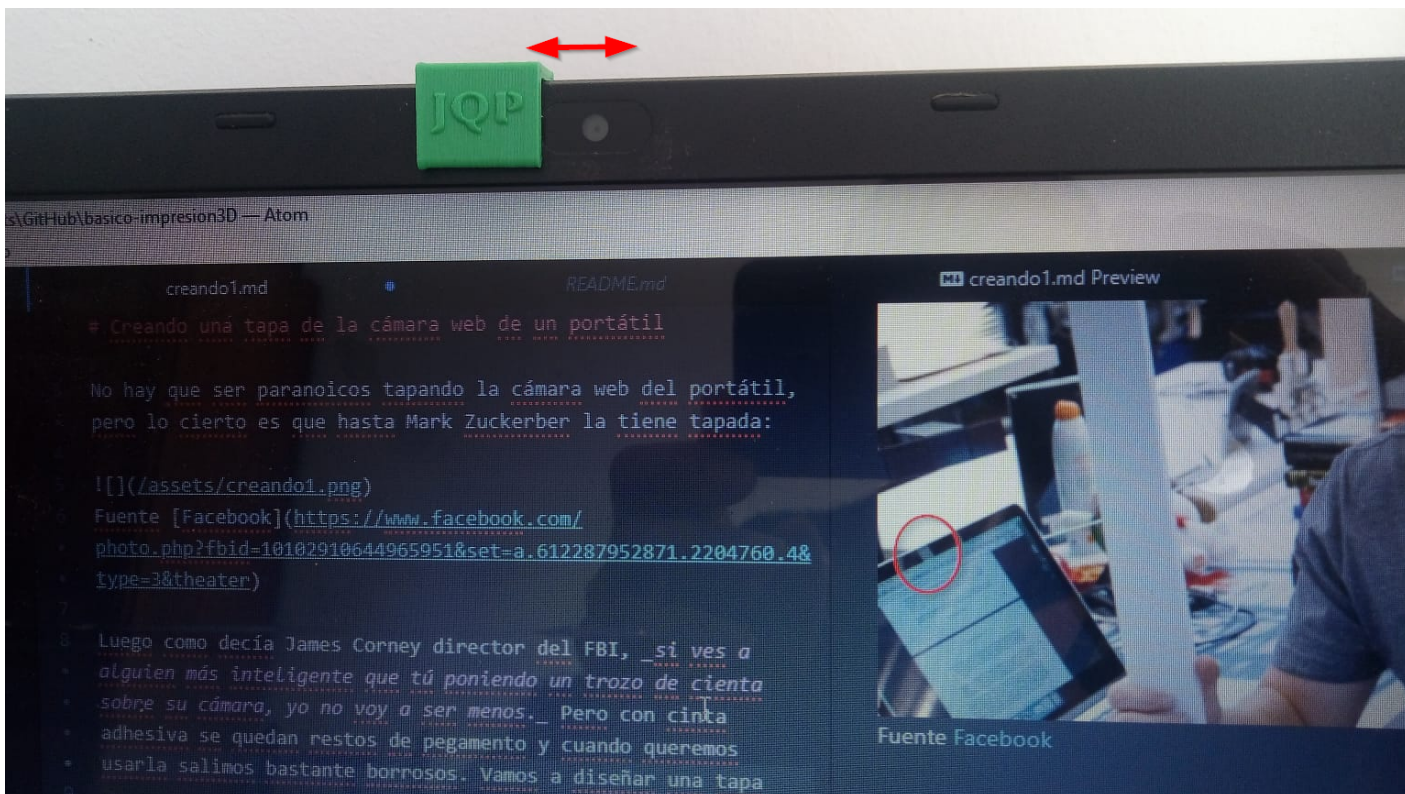 JQP
s\GitHub\basico-impresion3D — Atom
creando1.md
README.md
creando1.md Preview
# Creando una tapa de la cámara web de un portátil
No hay que ser paranoicos tapando la cámara web del portátil,
pero lo cierto es que hasta Mark Zuckerber la tiene tapada:
![](/assets/creando1.png)
Fuente [Facebook](https://www.facebook.com/
photo.php?fbid=10102910644965951&set=a.612287952871.2204760.4&
type=3&theater)
7
8 Luego como decía James Corney director del FBI, _si ves a
alguien más inteligente que tú poniendo un trozo de cienta
sobre su cámara, yo no voy a ser menos._ Pero con cinta
adhesiva se quedan restos de pegamento y cuando queremos
usarla salimos bastante borrosos. Vamos a diseñar una tapa
Fuente Facebook